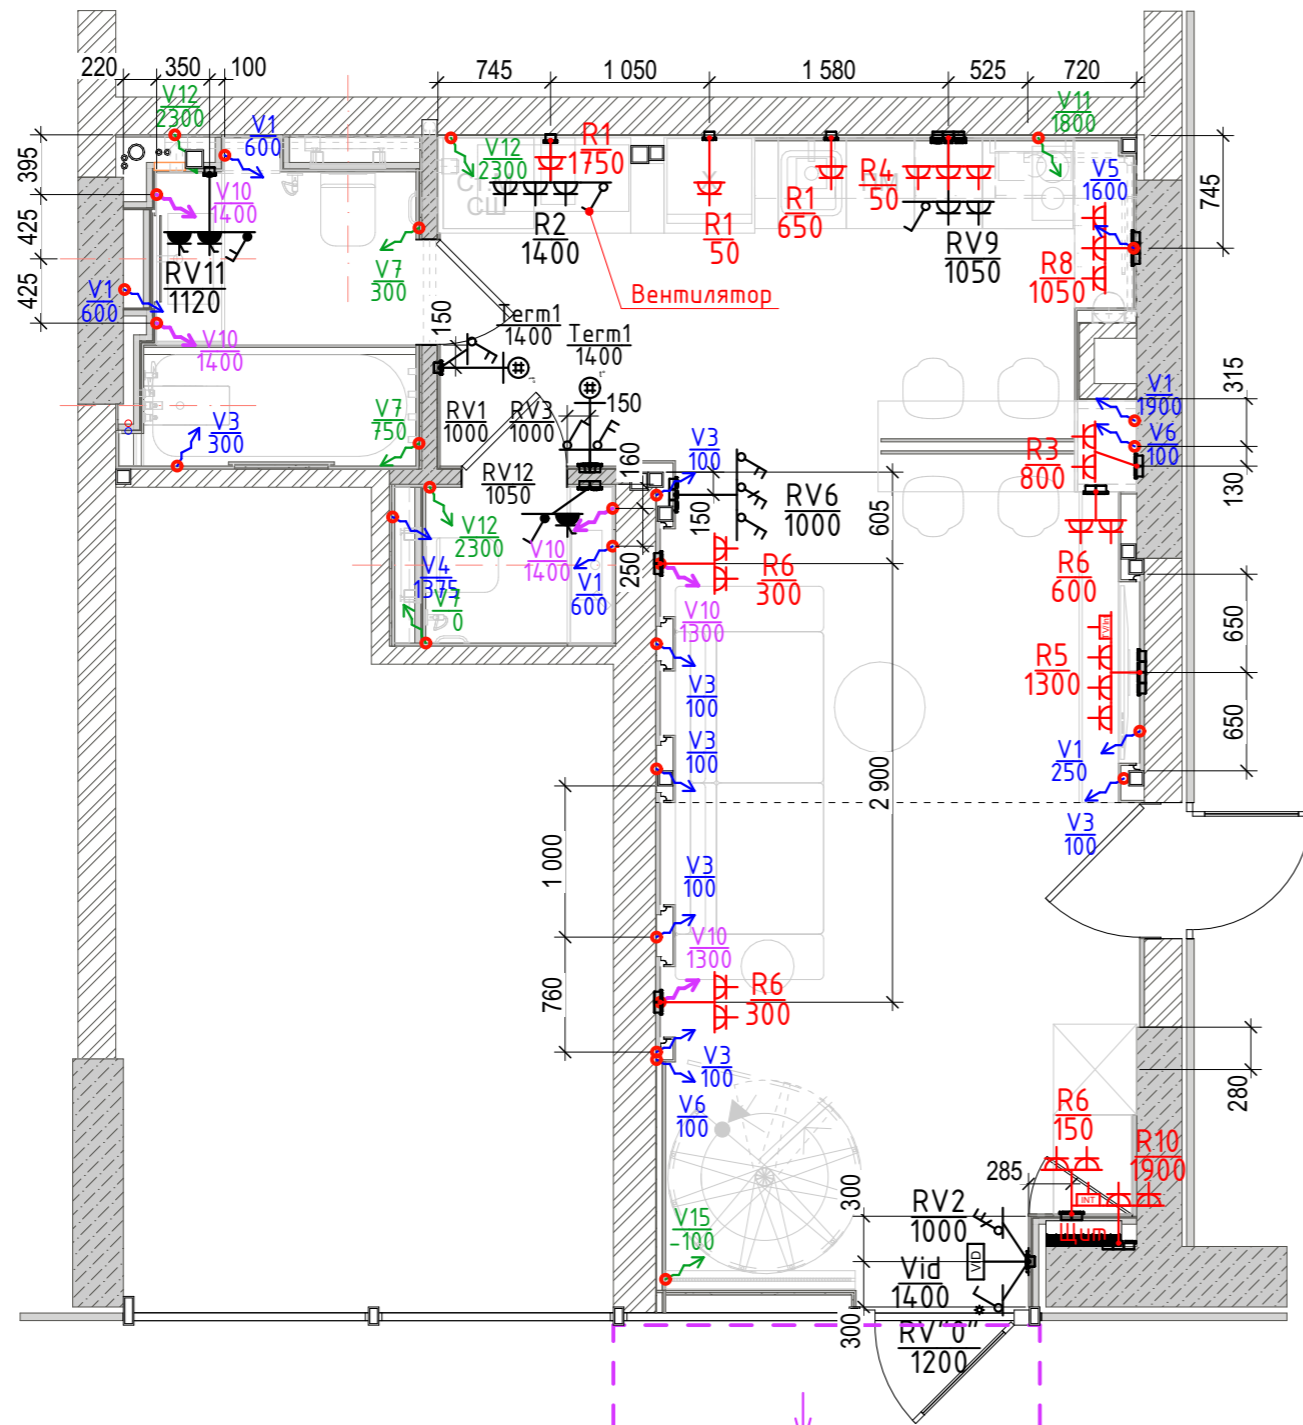 220
350
100
745
1 050
1 580
525
720
V12
2300
V1
600
V12
2300
R1
1750
V11
1800
395
425
425
V10
1400
СШ
R2
1400
R1
50
R1
650
R4
50
RV9
1050
V5
1600
R8
1050
745
RV11
1120
V7
300
Вентилятор
V1
600
V10
1400
150
Term1
1400
Term1
1400
V3
300
V7
750
RV1
1000
RV3
1000
150
V1
1900
V6
100
315
130
R3
800
RV12
1050
160
V3
100
150
RV6
1000
605
V12
2300
V4
1375
V10
1400
V1
600
250
V7
0
R6
300
V10
1300
R6
600
650
650
R5
1300
V3
100
V3
100
V1
250
V3
100
2 900
1 000
V3
100
V10
1300
760
R6
300
V3
100
V6
100
280
R6
150
R10
1900
INT
285
Щит
V15
-100
300
RV2
1000
VID
Vid
1400
300
RV"0"
1200